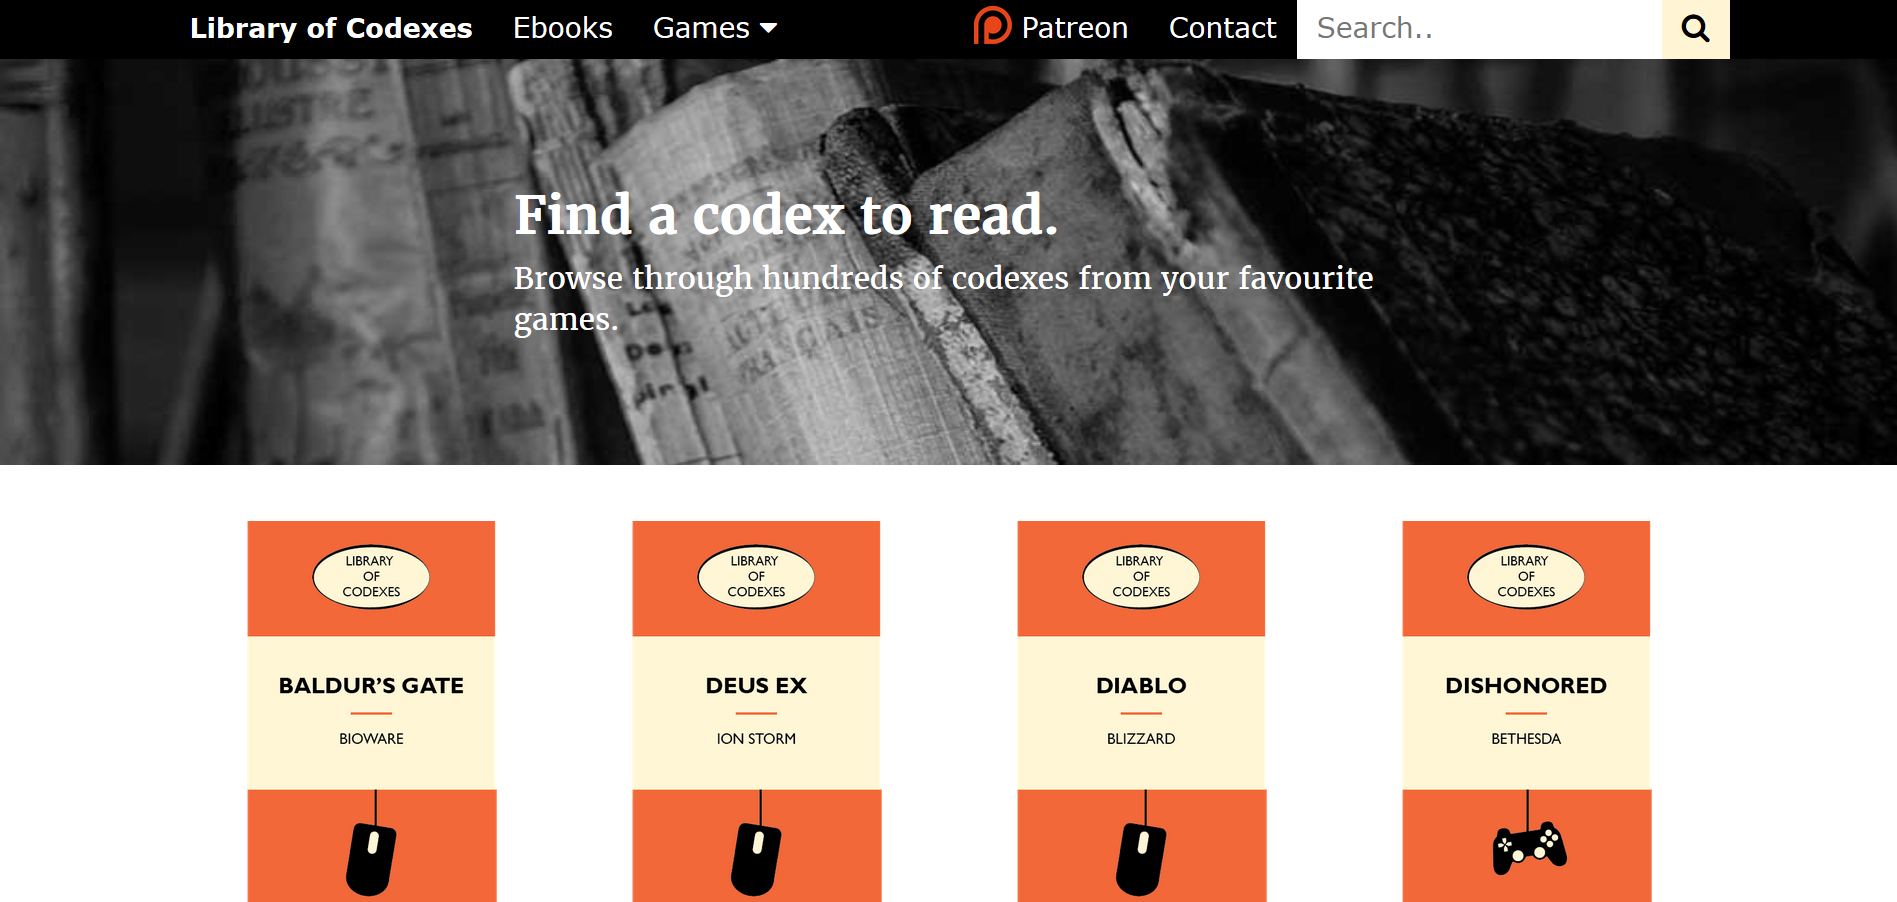 Library of Codexes Ebooks Games Patreon Contact Search..
Find a codex to read.
Browse through hundreds of codexes from your favourite
games.
LIBRARY
OF
CODEXES
BALDUR'S GATE
BIOWARE
LIBRARY
OF
CODEXES
DEUS EX
ION STORM
LIBRARY
OF
CODEXES
DIABLO
BLIZZARD
LIBRARY
OF
CODEXES
DISHONORED
BETHESDA